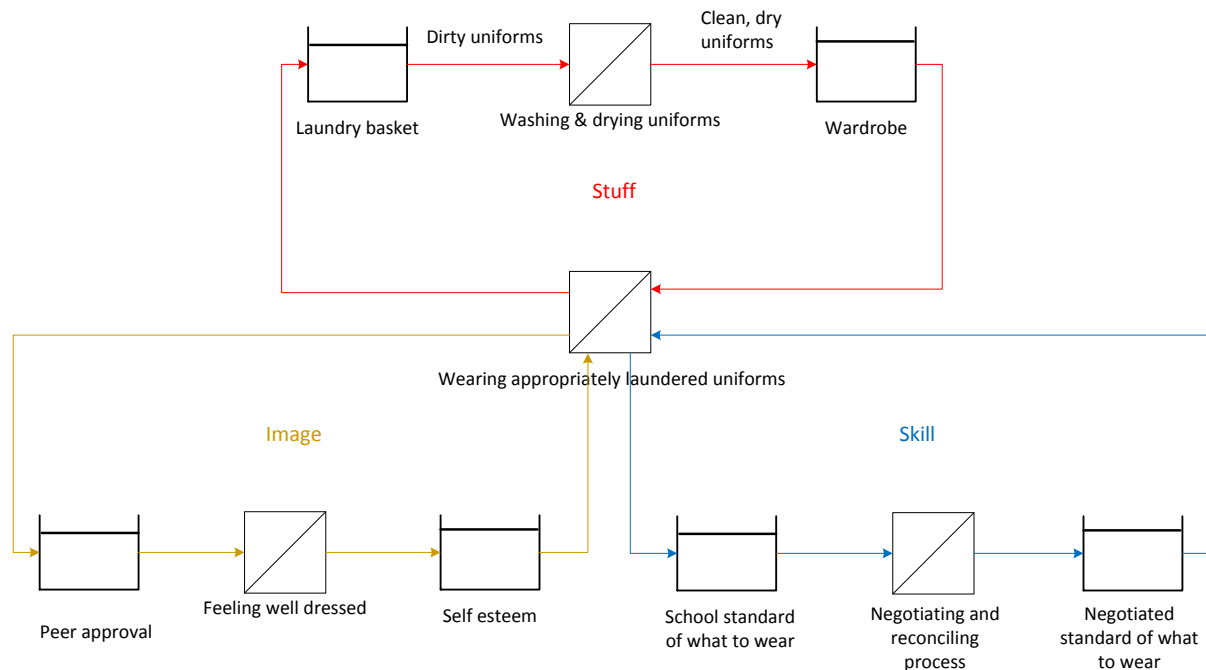 Dirty uniforms
Clean, dry
uniforms
Laundry basket
Washing & drying uniforms
Wardrobe
Stuff
Wearing appropriately laundered uniforms
Image
Skill
Peer approval
Feeling well dressed
Self esteem
School standard
of what to wear
Negotiating and
reconciling
process
Negotiated
standard of what
to wear